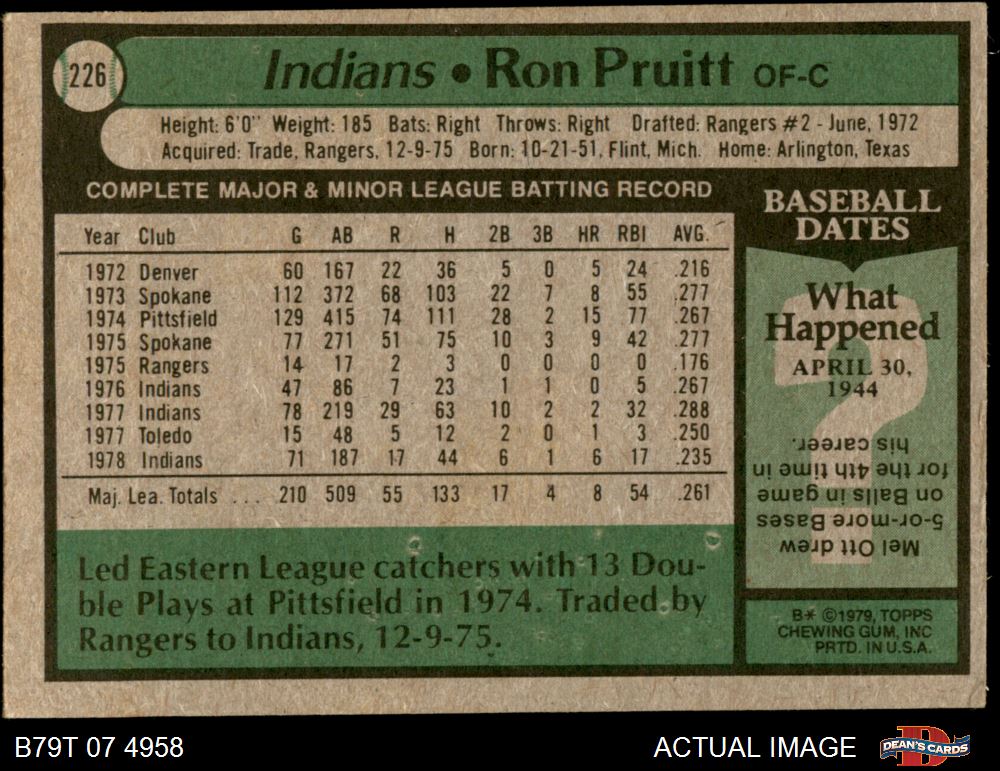 226
Indians • Ron Pruitt OF-C
Height: 6'0" Weight: 185 Bats: Right Throws: Right Drafted: Rangers #2 - June, 1972
Acquired: Trade, Rangers, 12-9-75 Born: 10-21-51, Flint, Mich. Home: Arlington, Texas
COMPLETE MAJOR & MINOR LEAGUE BATTING RECORD
Year Club G AB R H 2B 3B HR RBI AVG.
1972 Denver 60 167 22 36 5 0 5 24 .216
1973 Spokane 112 372 68 103 22 7 8 55 .277
1974 Pittsfield 129 415 74 111 28 2 15 77 .267
1975 Spokane 77 271 51 75 10 3 9 42 .277
1975 Rangers 14 17 2 3 0 0 0 0 .176
1976 Indians 47 86 7 23 1 1 0 5 .267
1977 Indians 78 219 29 63 10 2 2 32 .288
1977 Toledo 15 48 5 12 2 0 1 3 .250
1978 Indians 71 187 17 44 6 1 6 17 .235
Maj. Lea. Totals ... 210 509 55 133 17 4 8 54 .261
Led Eastern League catchers with 13 Dou-
ble Plays at Pittsfield in 1974. Traded by
Rangers to Indians, 12-9-75.
BASEBALL
DATES
What
Happened
APRIL 30,
1944
Mel Ott drew
5-or-more Bases
on Balls in game
for the 4th time in
his career.
B* ©1979, TOPPS
CHEWING GUM, INC
PRTD. IN U.S.A.
B79T 07 4958
ACTUAL IMAGE
DEAN'S CARDS